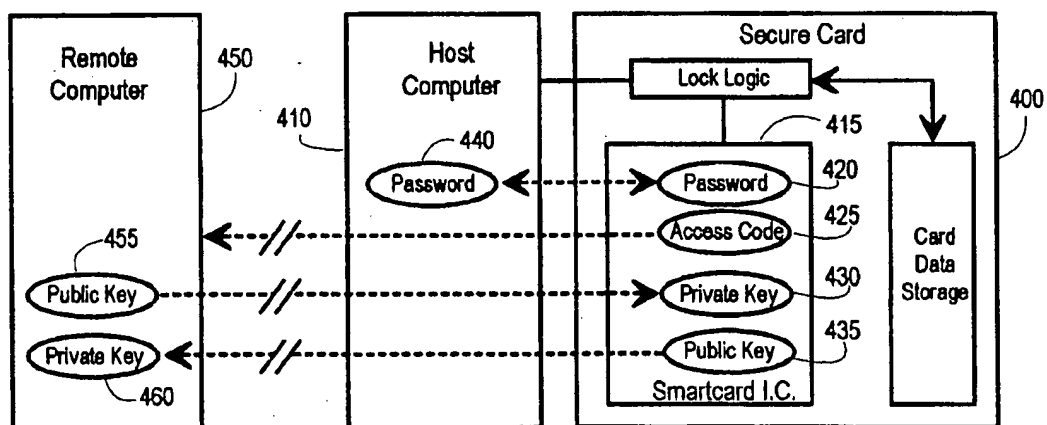 Remote
Computer
450
Host
Computer
410
440
Password
Secure Card
Lock Logic
400
415
Password
420
Access Code
425
455
Public Key
Private Key
430
Private Key
460
Public Key
435
Smartcard I.C.
Card
Data
Storage